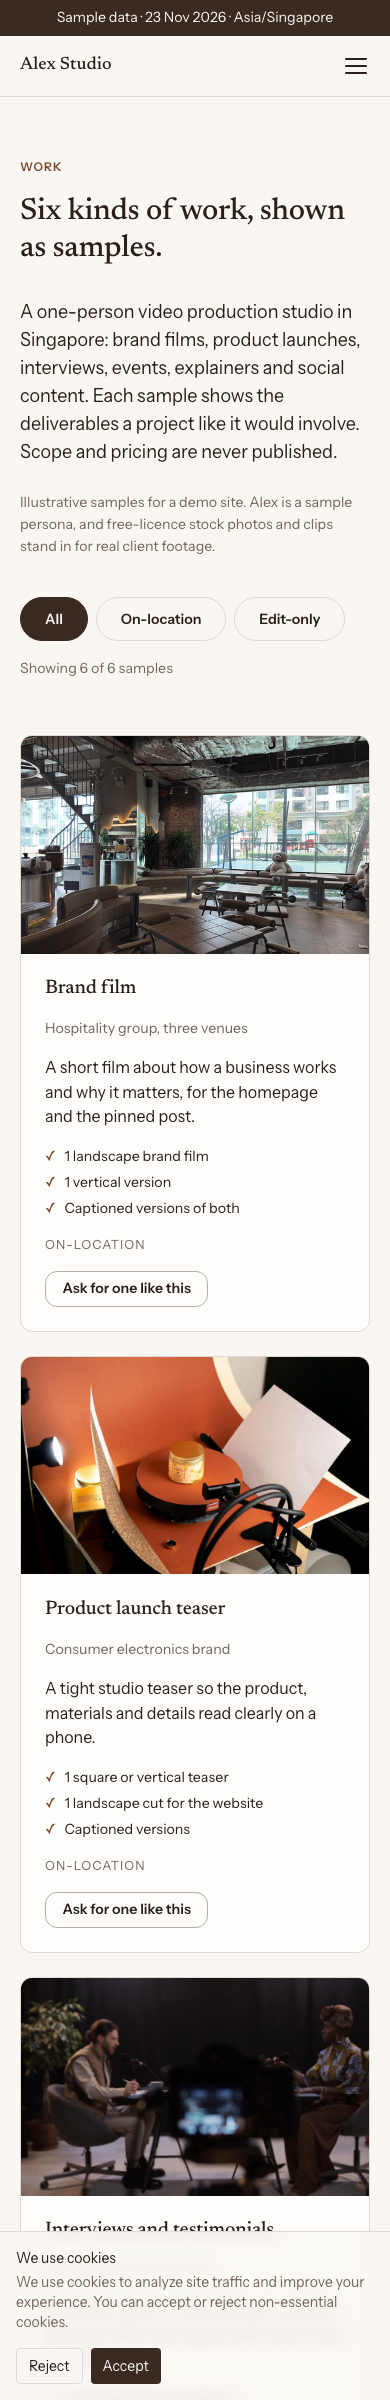 Sample data · 23 Nov 2026 · Asia/Singapore
Alex Studio
WORK
Six kinds of work, shown
as samples.
A one-person video production studio in
Singapore: brand films, product launches,
interviews, events, explainers and social
content. Each sample shows the
deliverables a project like it would involve.
Scope and pricing are never published.
Illustrative samples for a demo site. Alex is a sample
persona, and free-licence stock photos and clips
stand in for real client footage.
All
On-location
Edit-only
Showing 6 of 6 samples
Brand film
Hospitality group, three venues
A short film about how a business works
and why it matters, for the homepage
and the pinned post.
✓ 1 landscape brand film
✓ 1 vertical version
✓ Captioned versions of both
ON-LOCATION
Ask for one like this
Product launch teaser
Consumer electronics brand
A tight studio teaser so the product,
materials and details read clearly on a
phone.
✓ 1 square or vertical teaser
✓ 1 landscape cut for the website
✓ Captioned versions
ON-LOCATION
Ask for one like this
Interviews and testimonials
We use cookies
We use cookies to analyze site traffic and improve your
experience. You can accept or reject non-essential
cookies.
Reject
Accept